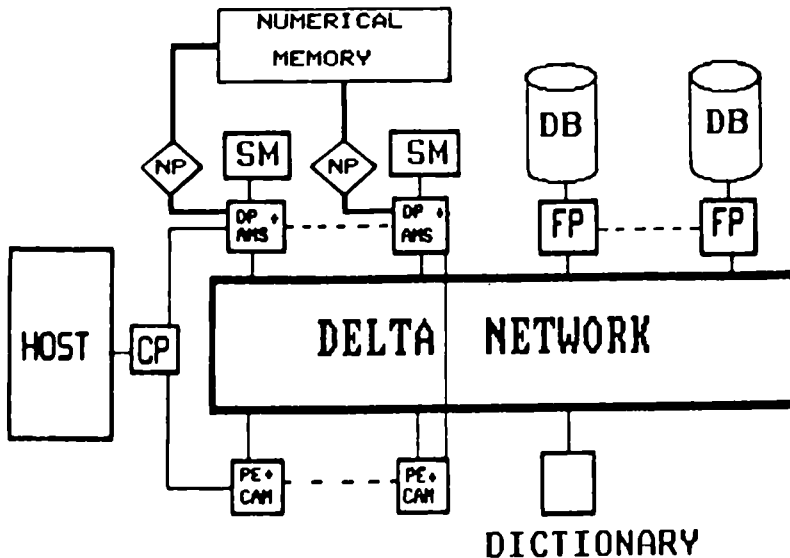 NUMERICAL
MEMORY
DB
DB
NP
SM
NP
SM
DP +
AMS
DP +
AMS
FP
FP
HOST
CP
DELTA NETWORK
PE+
CAM
PE+
CAM
DICTIONARY